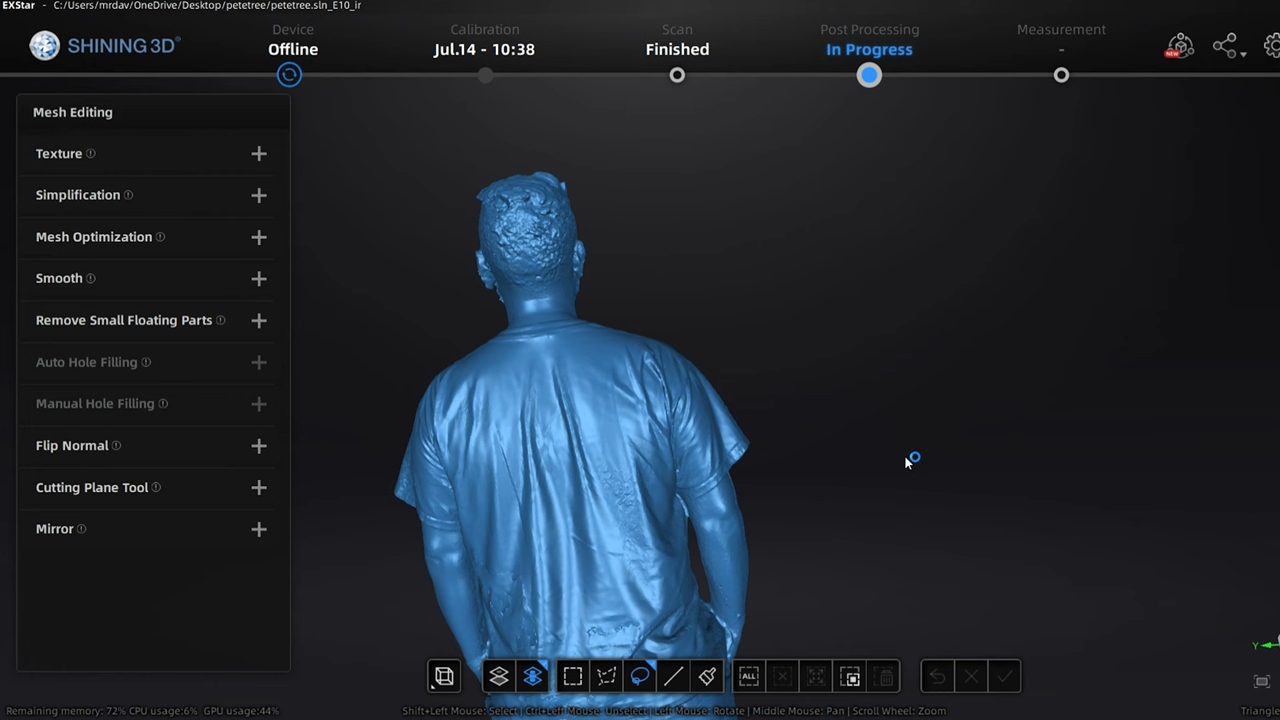 EXStar - C:/Users/mrdav/OneDrive/Desktop/petetree/petetree.sln_E10_ir
SHINING 3D®
Device
Offline
Calibration
Jul.14 - 10:38
Scan
Finished
Post Processing
In Progress
Measurement
-
NEW
Mesh Editing
Texture
Simplification
Mesh Optimization
Smooth
Remove Small Floating Parts
Auto Hole Filling
Manual Hole Filling
Flip Normal
Cutting Plane Tool
Mirror
Y
ALL
Remaining memory: 72% CPU usage:6% GPU usage:44%
Shift+Left Mouse: Select | Ctrl+Left Mouse: Unselect | Left Mouse: Rotate | Middle Mouse: Pan | Scroll Wheel: Zoom
Triangle